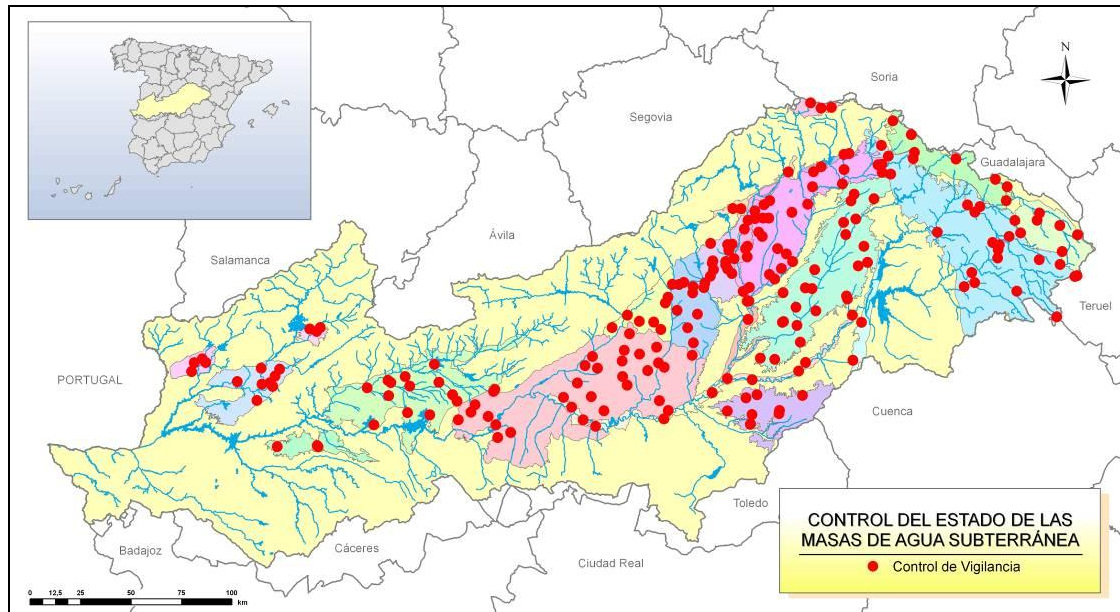 N
Soria
Segovia
Guadalajara
Ávila
Salamanca
Teruel
PORTUGAL
Cuenca
Toledo
Badajoz
Cáceres
Ciudad Real
CONTROL DEL ESTADO DE LAS
MASAS DE AGUA SUBTERRÁNEA
Control de Vigilancia
0 12,5 25 50 75 100
km